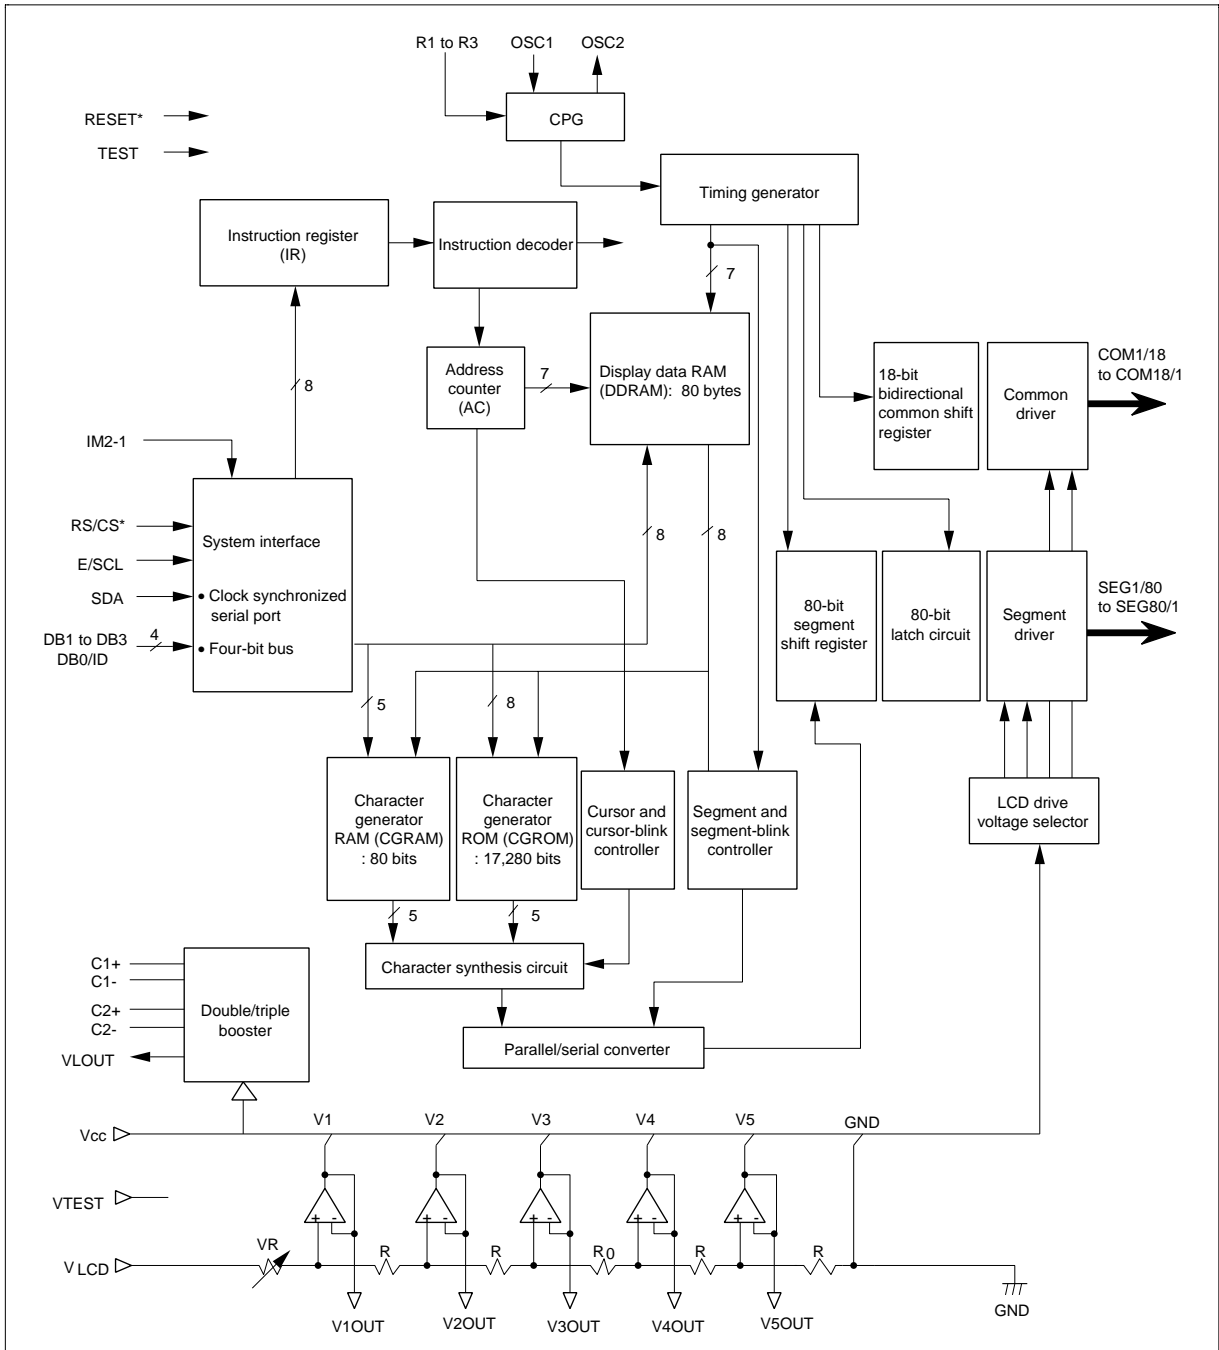 R1 to R3
OSC1
OSC2
RESET*
TEST
CPG
Timing generator
Instruction register
(IR)
Instruction decoder
7
8
Address
counter
(AC)
7
Display data RAM
(DDRAM): 80 bytes
18-bit
bidirectional
common shift
register
Common
driver
COM1/18
to COM18/1
IM2-1
RS/CS*
E/SCL
SDA
DB1 to DB3
DB0/ID
4
System interface
• Clock synchronized
serial port
• Four-bit bus
8
8
80-bit
segment
shift register
80-bit
latch circuit
Segment
driver
SEG1/80
to SEG80/1
5
8
Character
generator
RAM (CGRAM)
: 80 bits
Character
generator
ROM (CGROM)
: 17,280 bits
Cursor and
cursor-blink
controller
Segment and
segment-blink
controller
LCD drive
voltage selector
5
5
Character synthesis circuit
Parallel/serial converter
C1+
C1-
C2+
C2-
VLOUT
Double/triple
booster
Vcc
V1
V2
V3
V4
V5
GND
VTEST
+ -
+ -
+ -
+ -
+ -
VLCD
VR
R
R
R0
R
R
GND
V1OUT
V2OUT
V3OUT
V4OUT
V5OUT